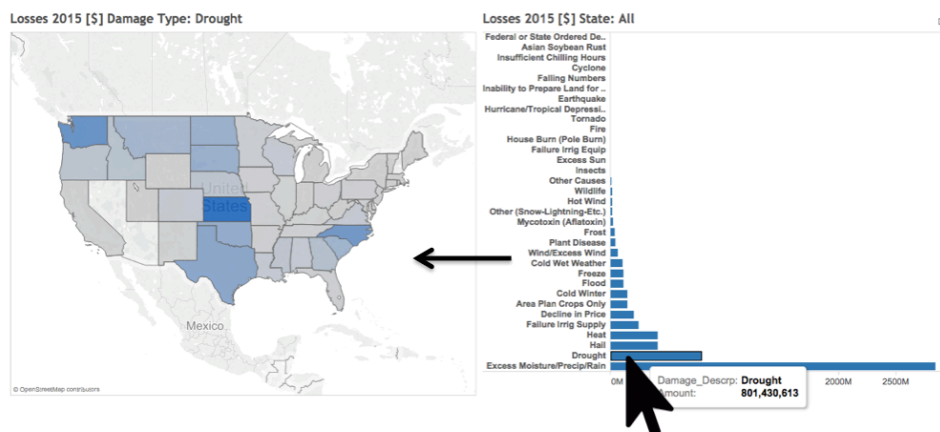 Losses 2015 [$] Damage Type: Drought
United
States
Mexico
© OpenStreetMap contributors
Losses 2015 [$] State: All
Federal or State Ordered De..
Asian Soybean Rust
Insufficient Chilling Hours
Cyclone
Falling Numbers
Inability to Prepare Land for ..
Earthquake
Hurricane/Tropical Depressi..
Tornado
Fire
House Burn (Pole Burn)
Failure Irrig Equip
Excess Sun
Insects
Other Causes
Wildlife
Hot Wind
Other (Snow-Lightning-Etc.)
Mycotoxin (Aflatoxin)
Frost
Plant Disease
Wind/Excess Wind
Cold Wet Weather
Freeze
Flood
Cold Winter
Area Plan Crops Only
Decline in Price
Failure Irrig Supply
Heat
Hail
Drought
Excess Moisture/Precip/Rain
0M 2000M 2500M
Damage_Descrp: Drought
Amount: 801,430,613